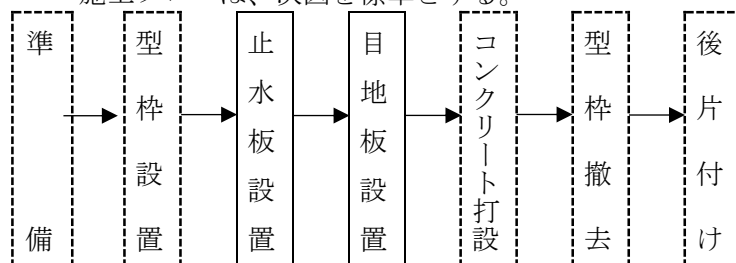 施工フローは、次図を標準とする。
準備
型枠設置
止水板設置
目地板設置
コンクリート打設
型枠撤去
後片付け